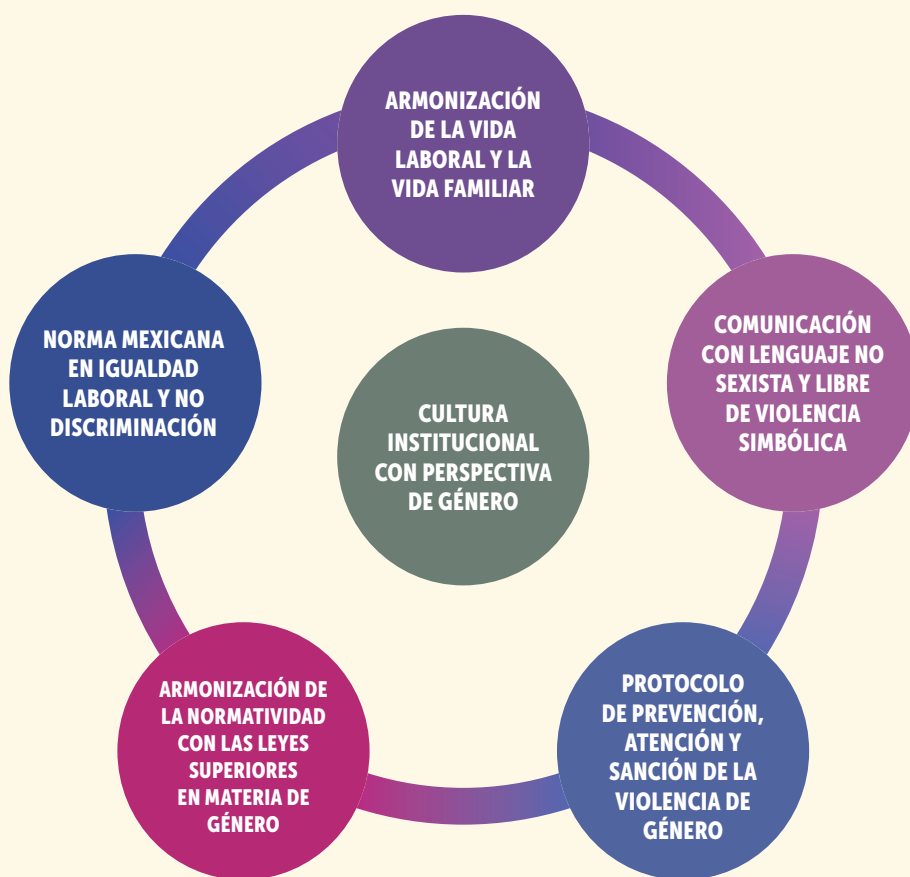 ARMONIZACIÓN
DE LA VIDA
LABORAL Y LA
VIDA FAMILIAR
NORMA MEXICANA
EN IGUALDAD
LABORAL Y NO
DISCRIMINACIÓN
COMUNICACIÓN
CON LENGUAJE NO
SEXISTA Y LIBRE
DE VIOLENCIA
SIMBÓLICA
CULTURA
INSTITUCIONAL
CON PERSPECTIVA
DE GÉNERO
ARMONIZACIÓN DE
LA NORMATIVIDAD
CON LAS LEYES
SUPERIORES
EN MATERIA DE
GÉNERO
PROTOCOLO
DE PREVENCIÓN,
ATENCIÓN Y
SANCIÓN DE LA
VIOLENCIA DE
GÉNERO